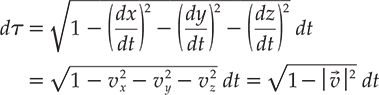 dτ = √(1 − (dx/dt)² − (dy/dt)² − (dz/dt)²) dt
= √(1 − vₓ² − v_y² − v_z²) dt = √(1 − |v⃗|²) dt